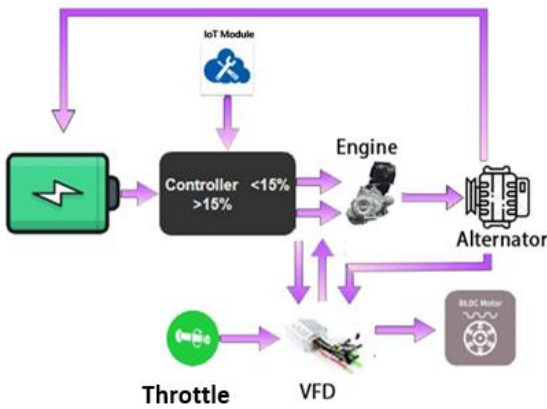 IoT Module
Engine
Controller <15%
>15%
Alternator
BLDC Motor
Throttle
VFD